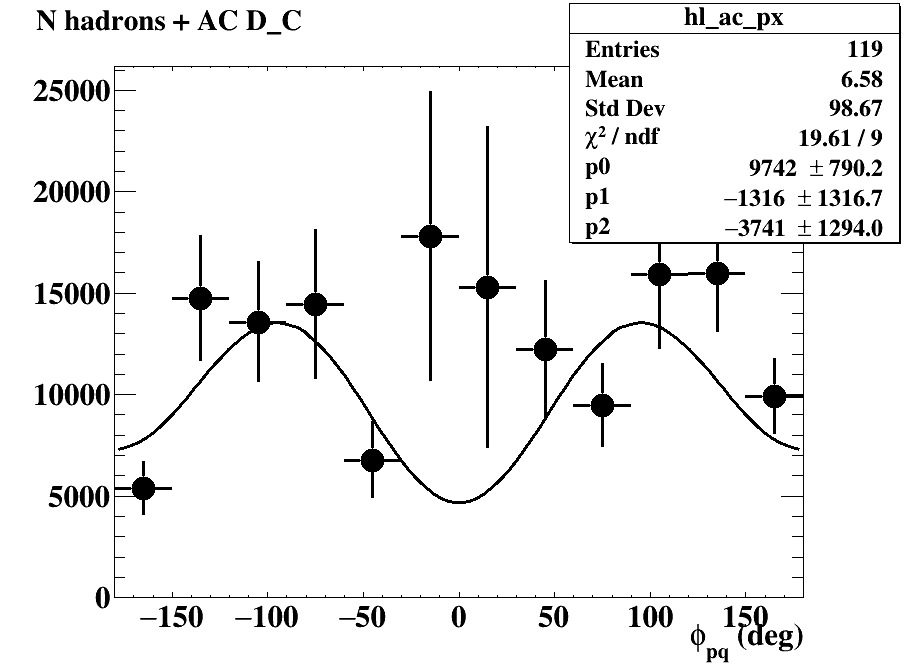 N hadrons + AC D_C
hl_ac_px
Entries 119
Mean 6.58
Std Dev 98.67
χ² / ndf 19.61 / 9
p0 9742 ± 790.2
p1 −1316 ± 1316.7
p2 −3741 ± 1294.0
25000
20000
15000
10000
5000
0
−150 −100 −50 0 50 100 150
ϕpq (deg)